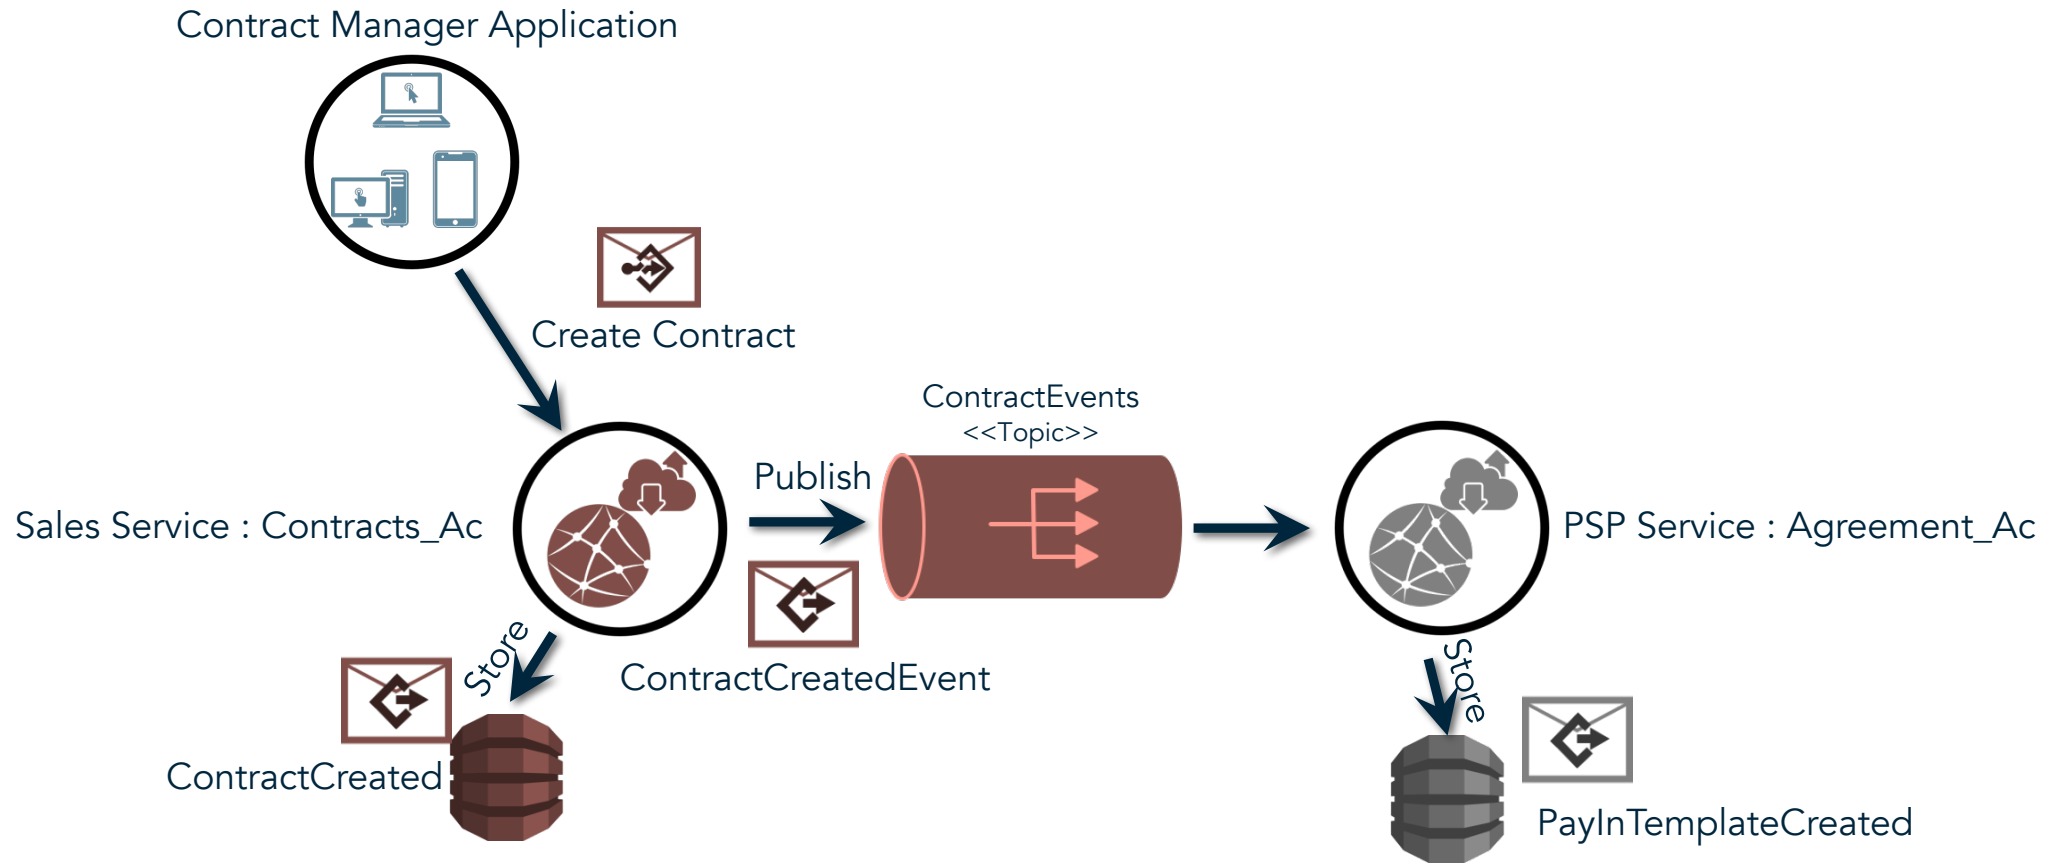 Contract Manager Application
Create Contract
ContractEvents
<<Topic>>
Publish
Sales Service : Contracts_Ac
PSP Service : Agreement_Ac
Store
ContractCreatedEvent
Store
ContractCreated
PayInTemplateCreated